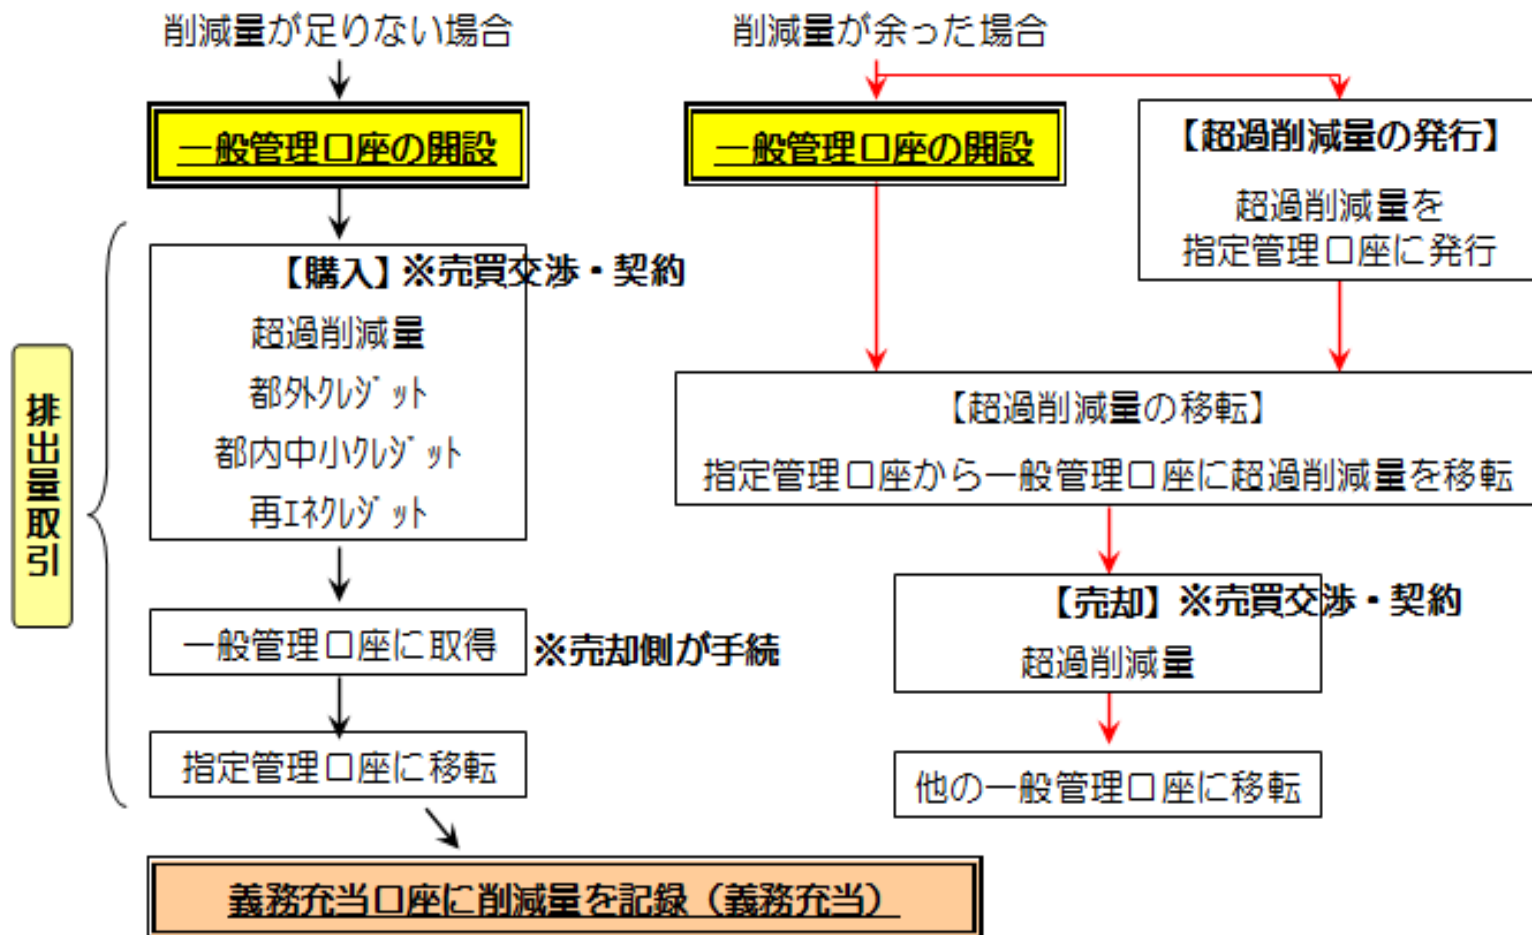 削減量が足りない場合
一般管理口座の開設
排出量取引
【購入】※売買交渉・契約
超過削減量
都外ｸﾚｼﾞｯﾄ
都内中小ｸﾚｼﾞｯﾄ
再ｴﾈｸﾚｼﾞｯﾄ
一般管理口座に取得
※売却側が手続
指定管理口座に移転
義務充当口座に削減量を記録（義務充当）
削減量が余った場合
一般管理口座の開設
【超過削減量の発行】
超過削減量を
指定管理口座に発行
【超過削減量の移転】
指定管理口座から一般管理口座に超過削減量を移転
【売却】※売買交渉・契約
超過削減量
他の一般管理口座に移転